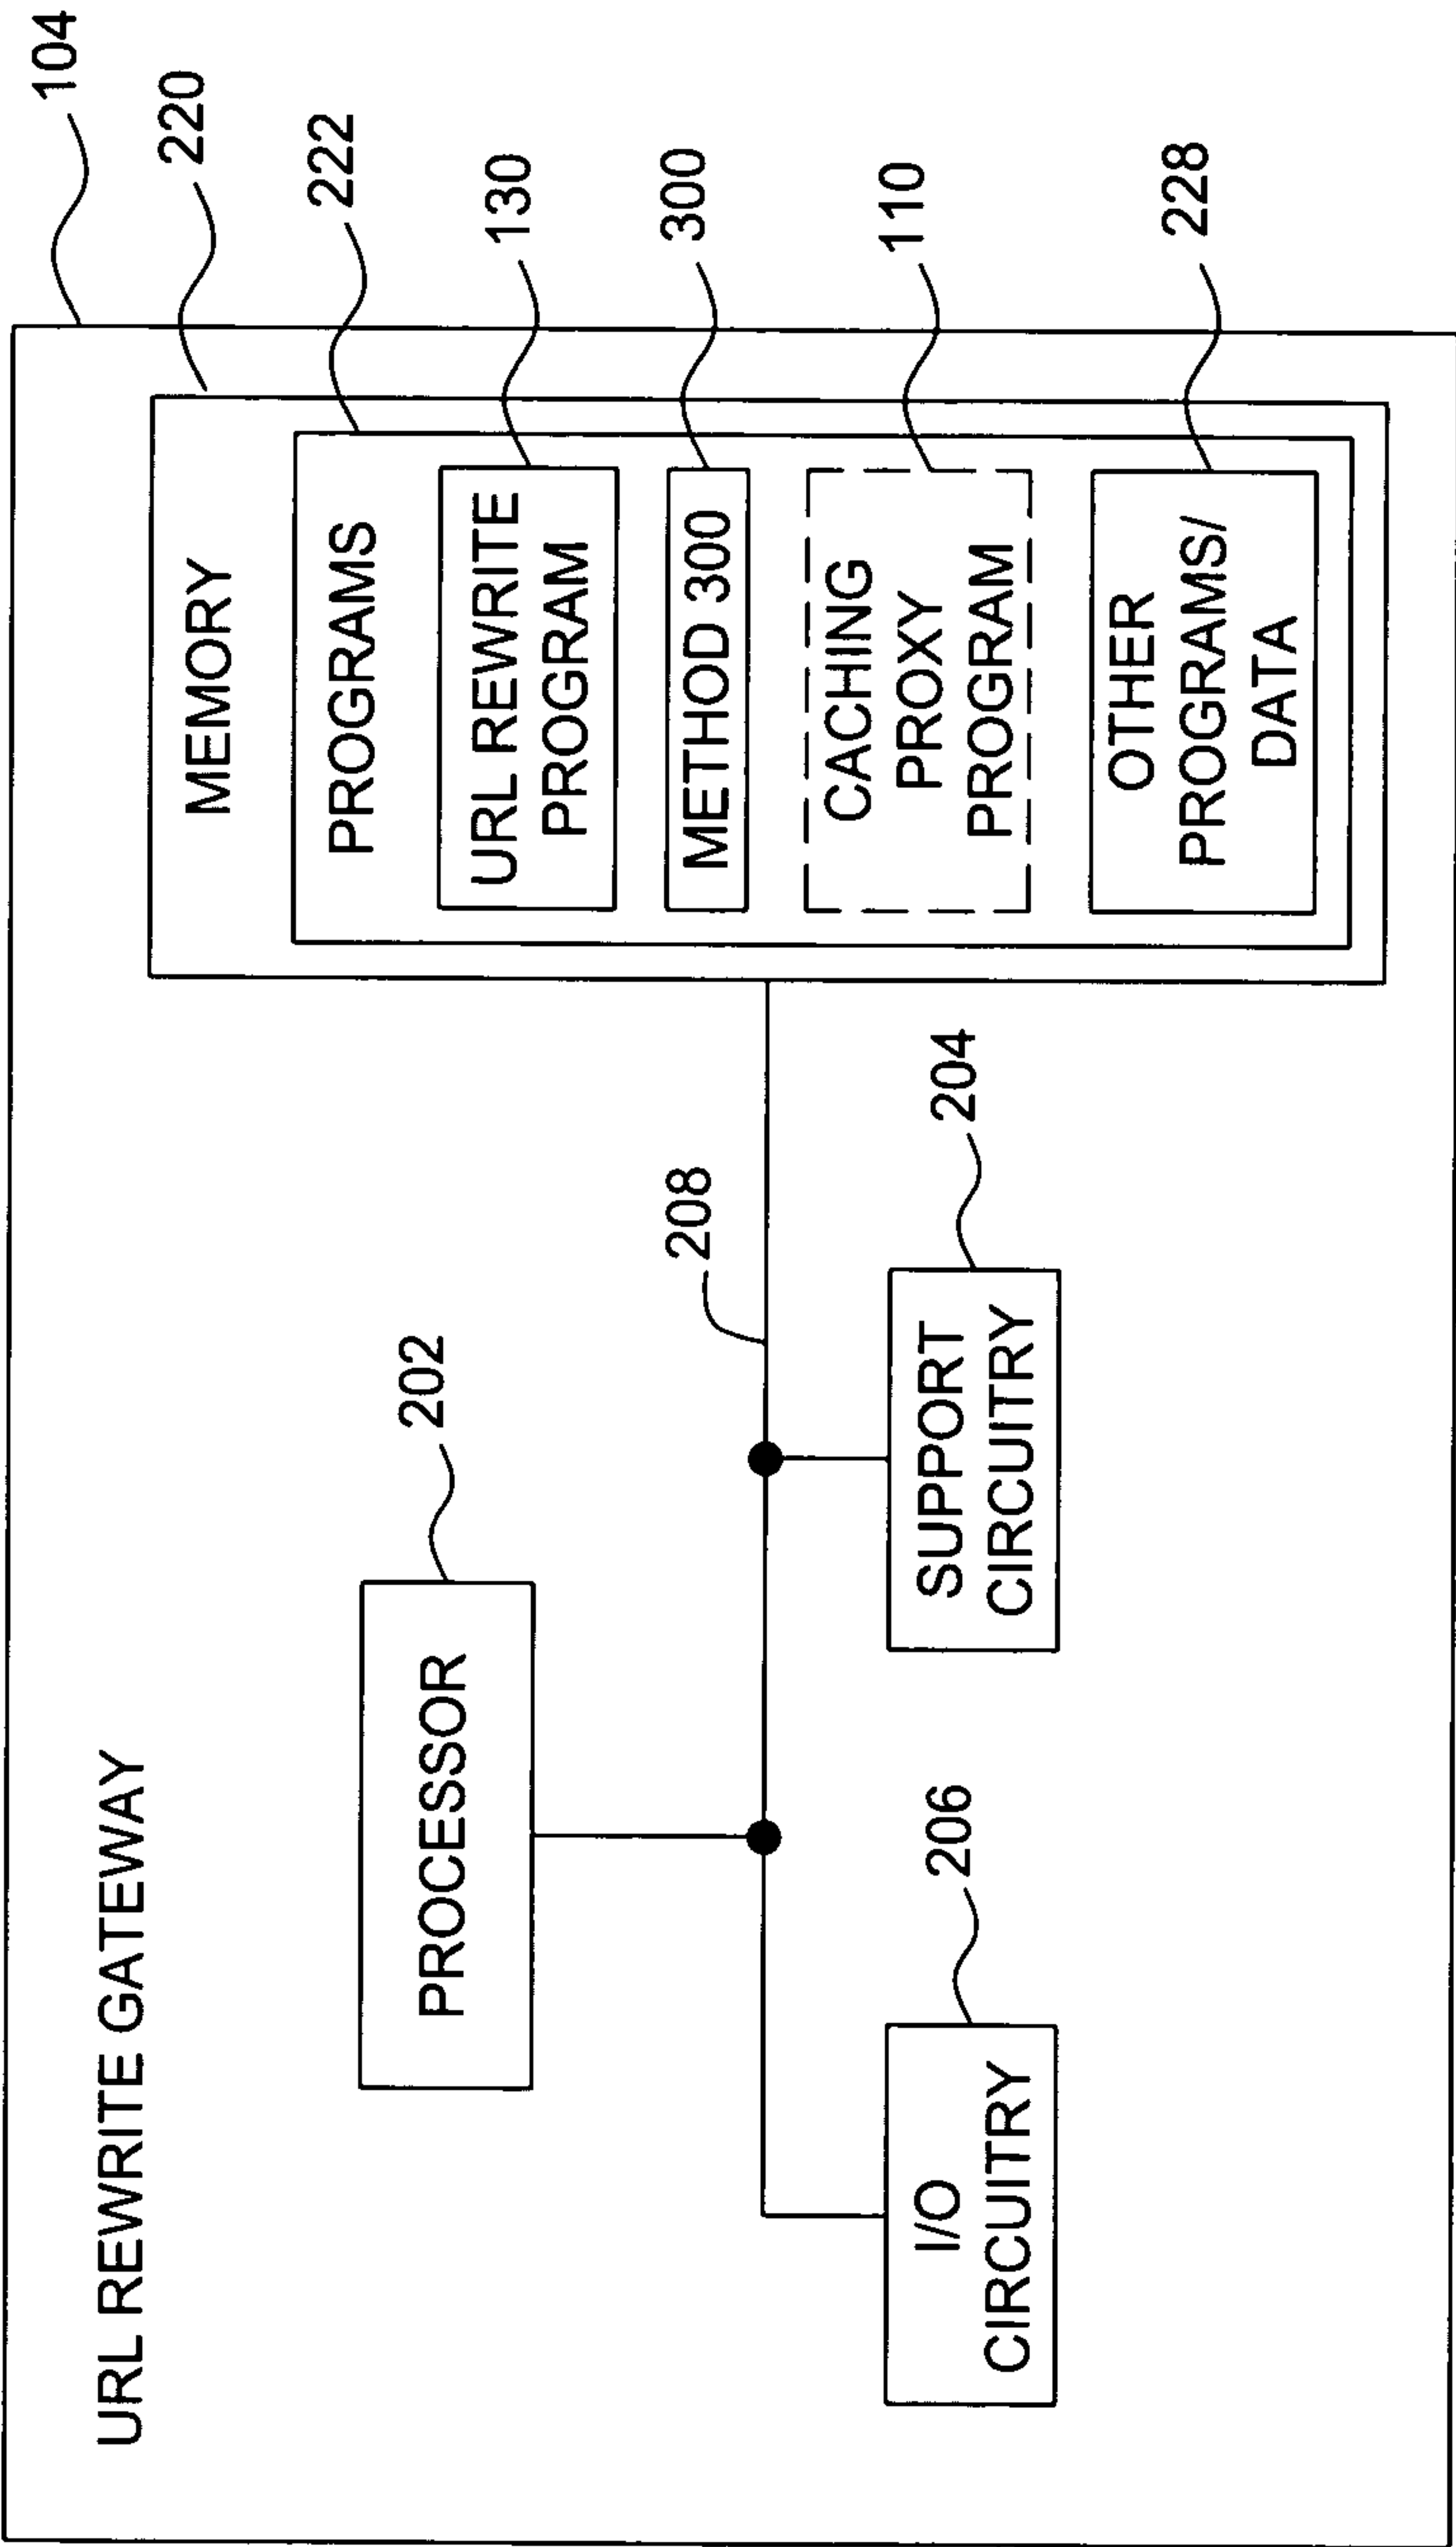 URL REWRITE GATEWAY
104
MEMORY
220
PROGRAMS
222
URL REWRITE
PROGRAM
130
METHOD 300
300
CACHING
PROXY
PROGRAM
110
OTHER
PROGRAMS/
DATA
228
PROCESSOR
202
208
SUPPORT
CIRCUITRY
204
I/O
CIRCUITRY
206